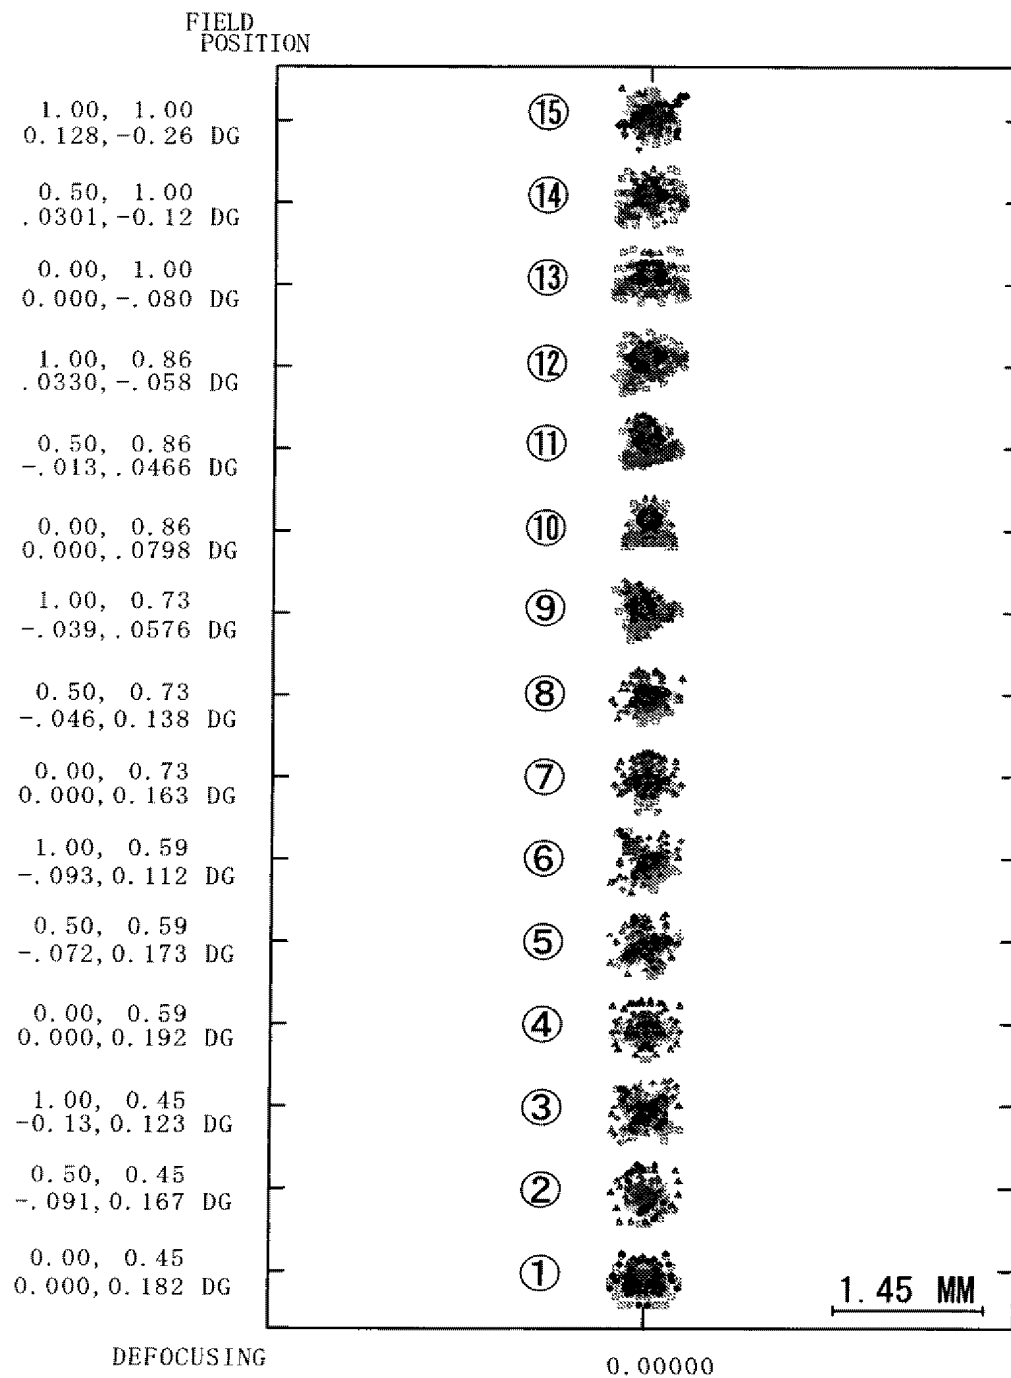 FIELD
POSITION
1.00, 1.00
0.128,-0.26 DG
⑮
0.50, 1.00
.0301,-0.12 DG
⑭
0.00, 1.00
0.000,-.080 DG
⑬
1.00, 0.86
.0330,-.058 DG
⑫
0.50, 0.86
-.013,.0466 DG
⑪
0.00, 0.86
0.000,.0798 DG
⑩
1.00, 0.73
-.039,.0576 DG
⑨
0.50, 0.73
-.046,0.138 DG
⑧
0.00, 0.73
0.000,0.163 DG
⑦
1.00, 0.59
-.093,0.112 DG
⑥
0.50, 0.59
-.072,0.173 DG
⑤
0.00, 0.59
0.000,0.192 DG
④
1.00, 0.45
-0.13,0.123 DG
③
0.50, 0.45
-.091,0.167 DG
②
0.00, 0.45
0.000,0.182 DG
①
1.45 MM
DEFOCUSING
0.00000